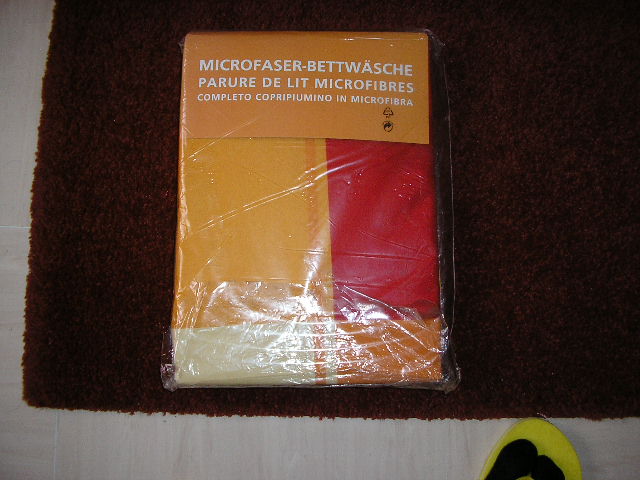 MICROFASER-BETTWÄSCHE
PARURE DE LIT MICROFIBRES
COMPLETO COPRIPIUMINO IN MICROFIBRA